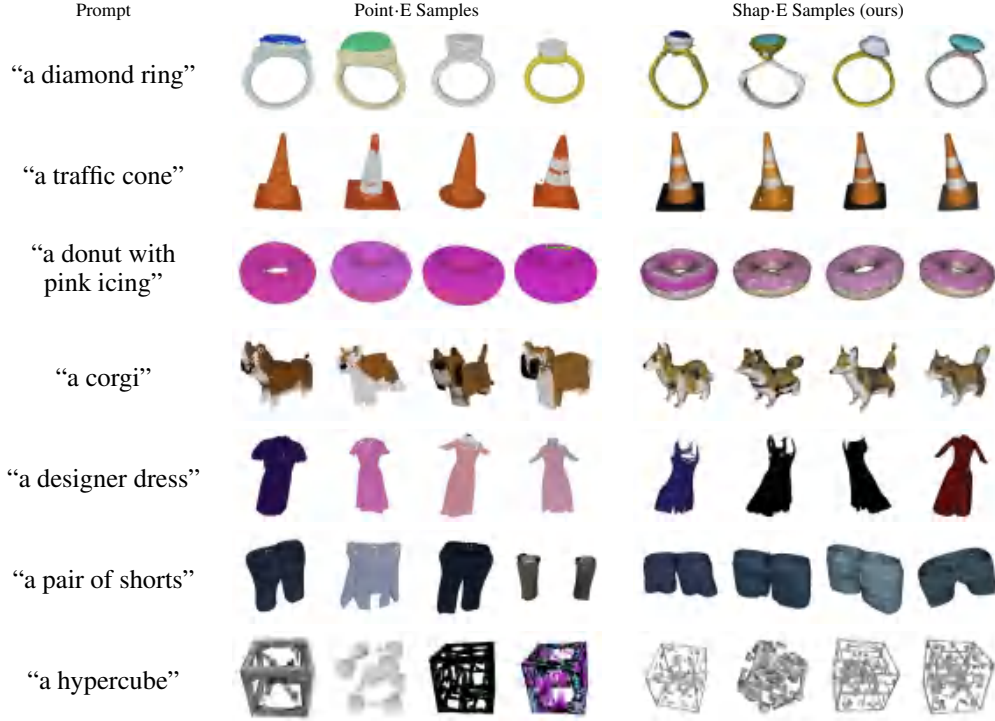 Prompt Point·E Samples Shap·E Samples (ours)
“a diamond ring”
“a traffic cone”
“a donut with
pink icing”
“a corgi”
“a designer dress”
“a pair of shorts”
“a hypercube”